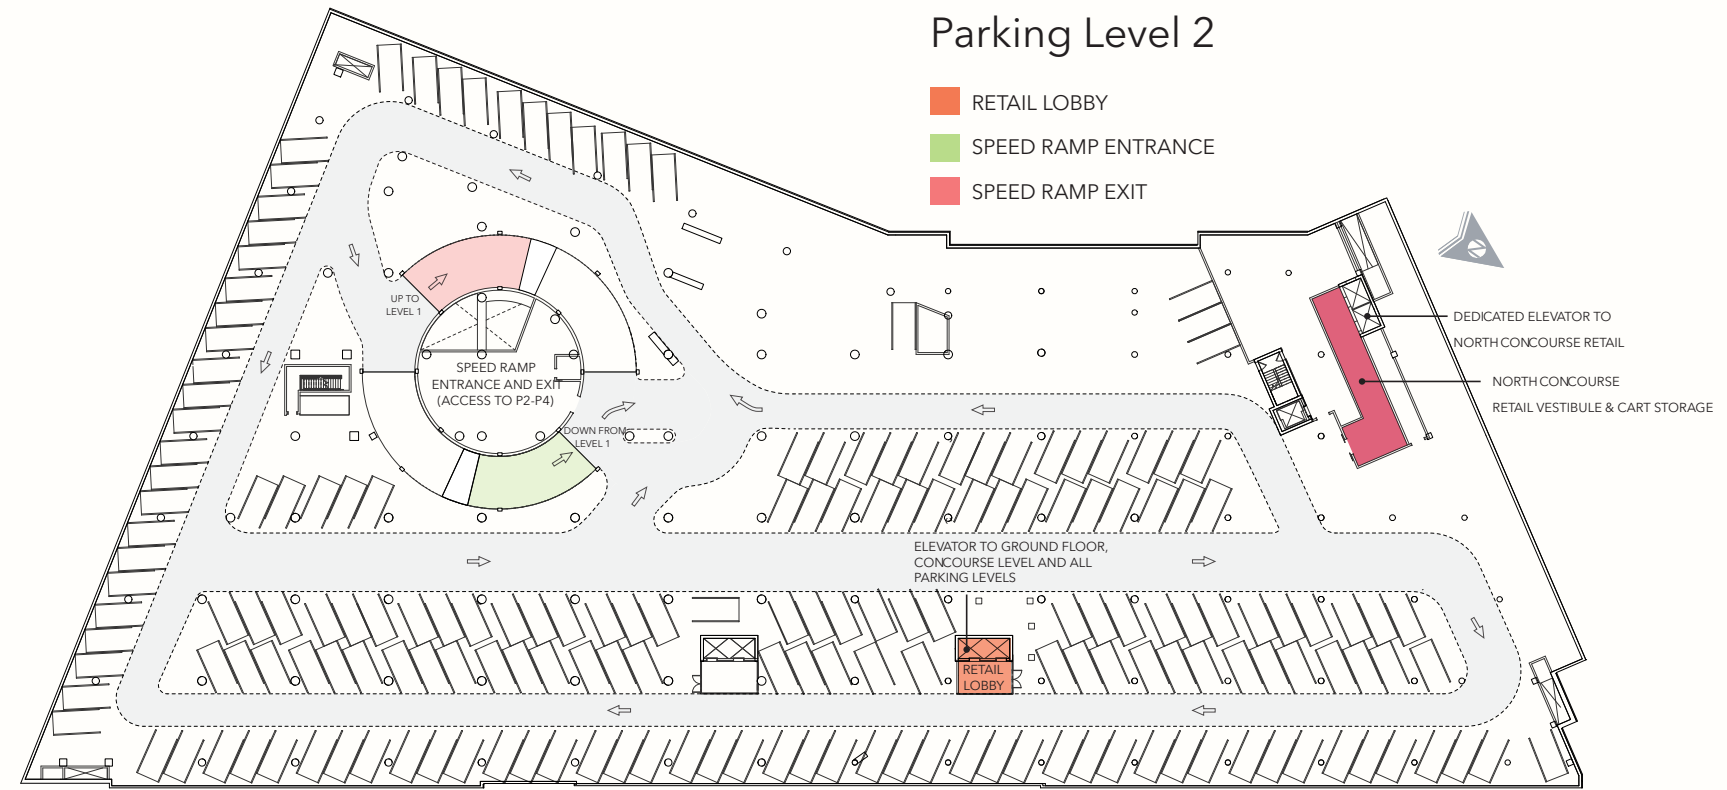 Parking Level 2
RETAIL LOBBY
SPEED RAMP ENTRANCE
SPEED RAMP EXIT
UP TO
LEVEL 1
DEDICATED ELEVATOR TO
NORTH CONCOURSE RETAIL
SPEED RAMP
ENTRANCE AND EXIT
(ACCESS TO P2-P4)
NORTH CONCOURSE
RETAIL VESTIBULE & CART STORAGE
DOWN FROM
LEVEL 1
ELEVATOR TO GROUND FLOOR,
CONCOURSE LEVEL AND ALL
PARKING LEVELS
RETAIL
LOBBY